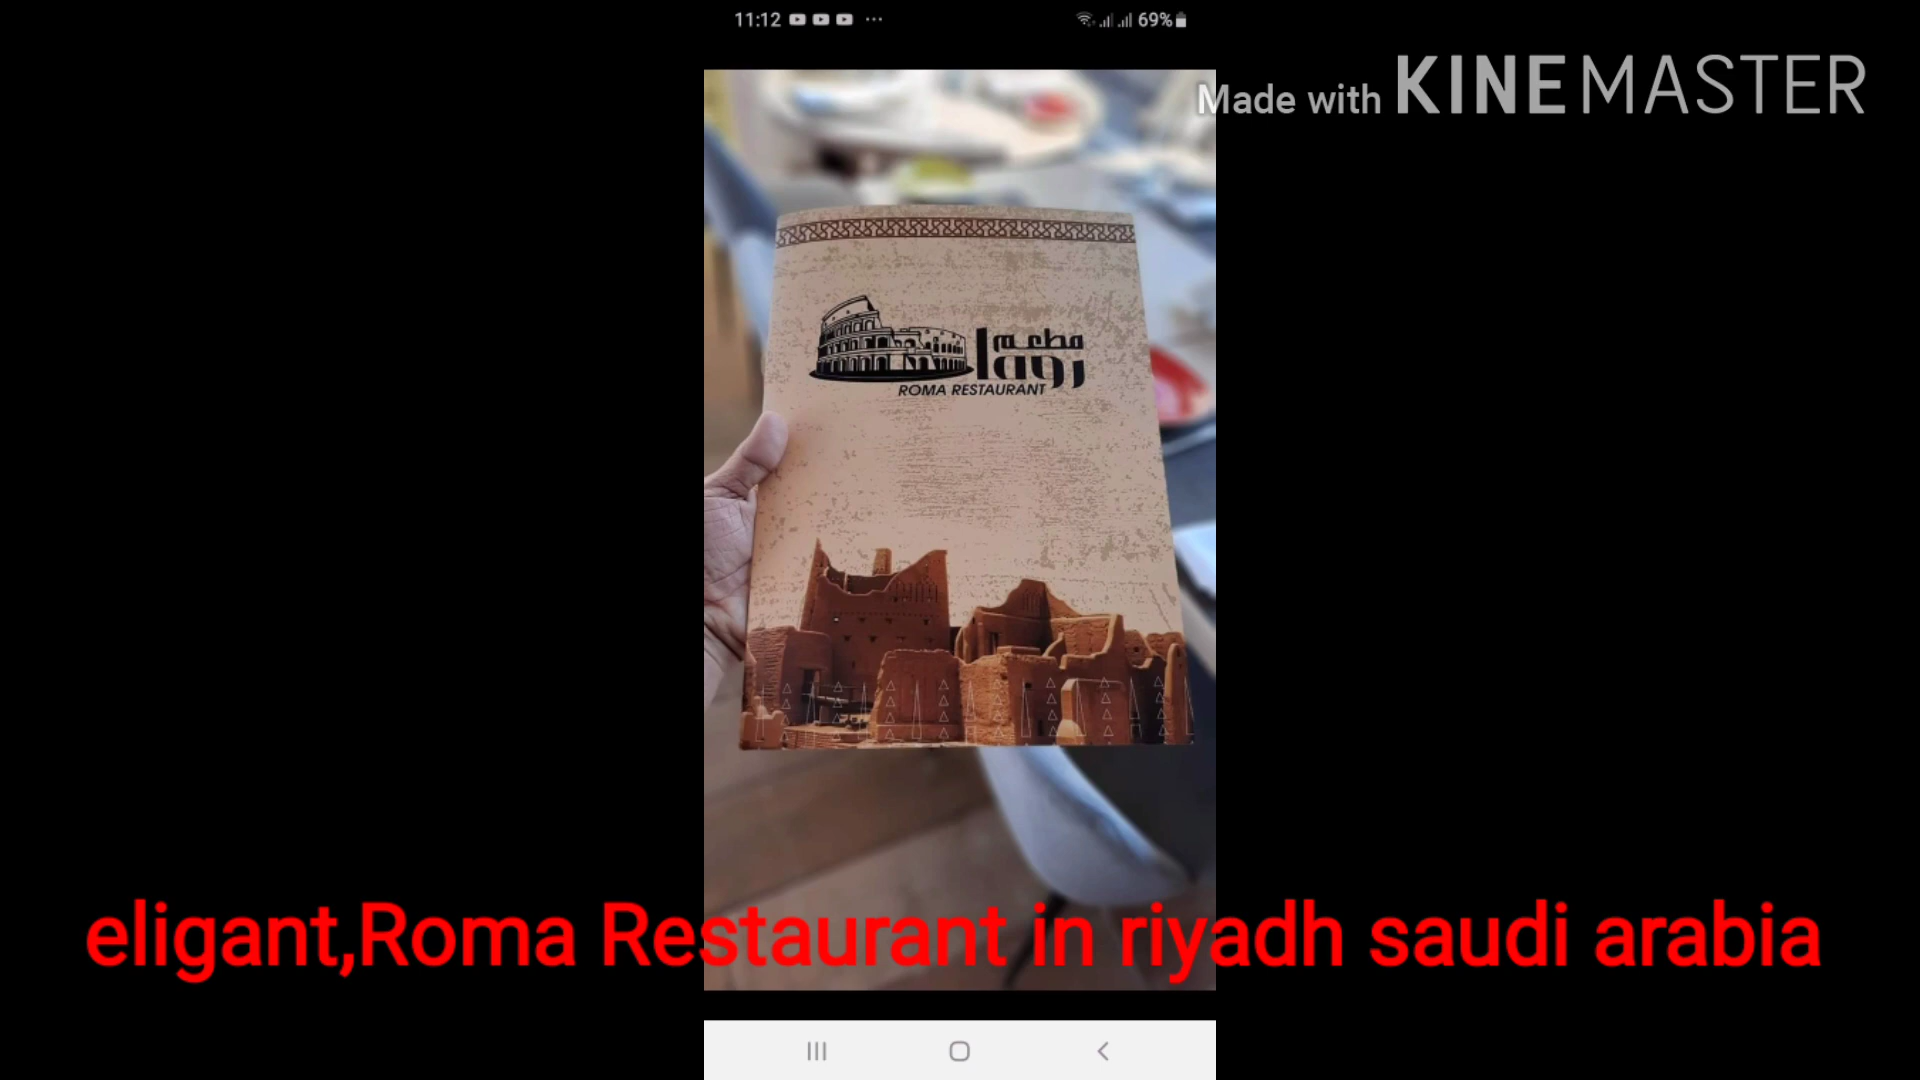 11:12
69%
Made with KINEMASTER
مطعم
روما
ROMA RESTAURANT
eligant,Roma Restaurant in riyadh saudi arabia